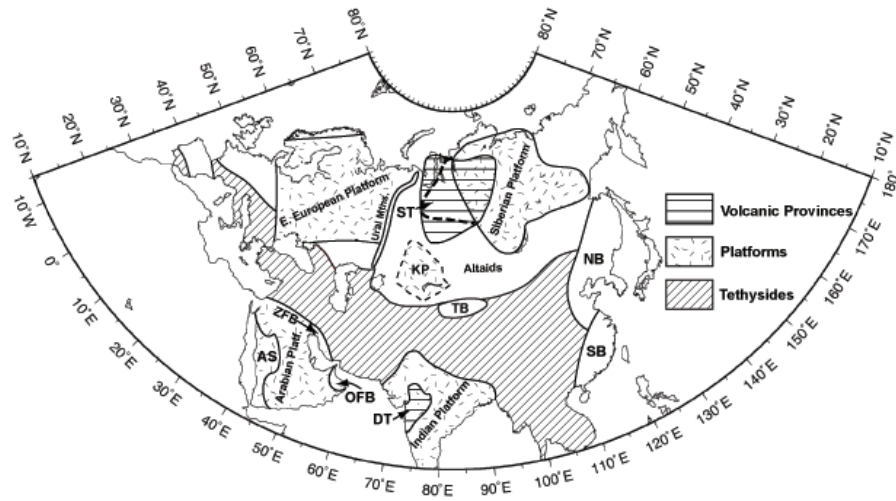 80˚N
70˚N
60˚N
50˚N
40˚N
30˚N
20˚N
10˚N
80˚N
70˚N
60˚N
50˚N
40˚N
30˚N
20˚N
10˚N
10˚W
0˚
10˚E
20˚E
30˚E
40˚E
50˚E
60˚E
70˚E
80˚E
90˚E
100˚E
110˚E
120˚E
130˚E
140˚E
150˚E
160˚E
170˚E
180˚
E. European Platform
Ural Mtns.
ST
Siberian Platform
KP
Altaids
TB
NB
SB
ZFB
AS
Arabian Platf.
OFB
DT
Indian Platform
Volcanic Provinces
Platforms
Tethysides